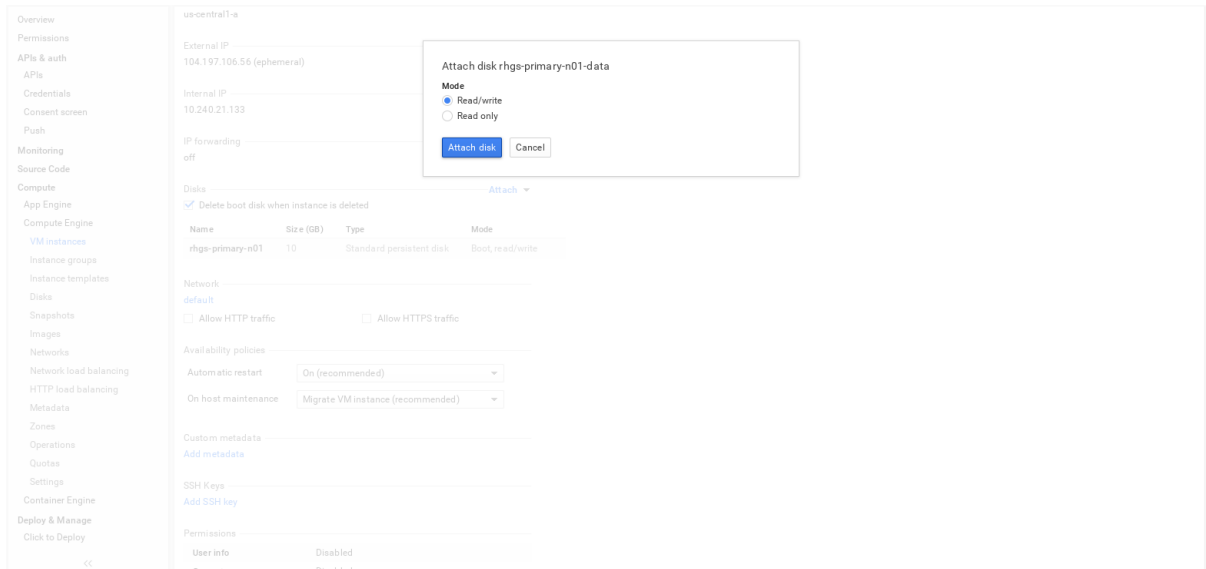 Overview
Permissions
APIs & auth
APIs
Credentials
Consent screen
Push
Monitoring
Source Code
Compute
App Engine
Compute Engine
VM instances
Instance groups
Instance templates
Disks
Snapshots
Images
Networks
Network load balancing
HTTP load balancing
Metadata
Zones
Operations
Quotas
Settings
Container Engine
Deploy & Manage
Click to Deploy
us-central1-a
External IP
104.197.106.56 (ephemeral)
Internal IP
10.240.21.133
IP forwarding
off
Disks Attach
Delete boot disk when instance is deleted
Name Size (GB) Type Mode
rhgs-primary-n01 10 Standard persistent disk Boot, read/write
Network
default
Allow HTTP traffic Allow HTTPS traffic
Availability policies
Automatic restart On (recommended)
On host maintenance Migrate VM instance (recommended)
Custom metadata
Add metadata
SSH Keys
Add SSH key
Permissions
User info Disabled
Attach disk rhgs-primary-n01-data
Mode
Read/write
Read only
Attach disk Cancel